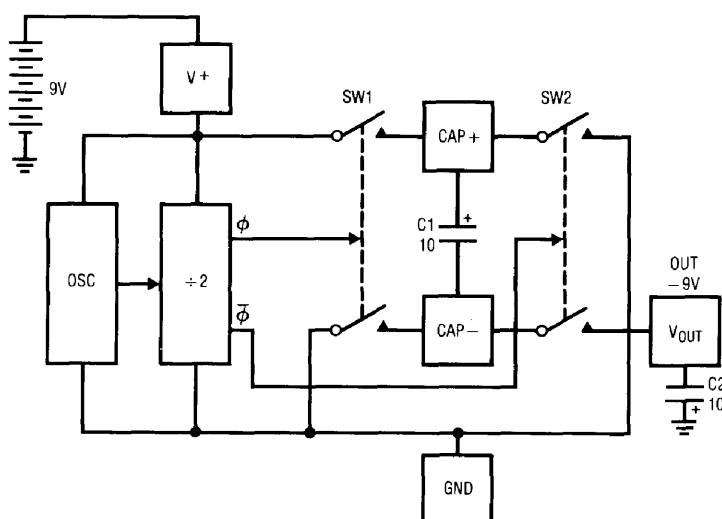 9V
V+
SW1
SW2
CAP+
C1
10
+
OSC
÷2
ϕ
ϕ̅
CAP−
OUT
−9V
VOUT
C2
10
+
GND